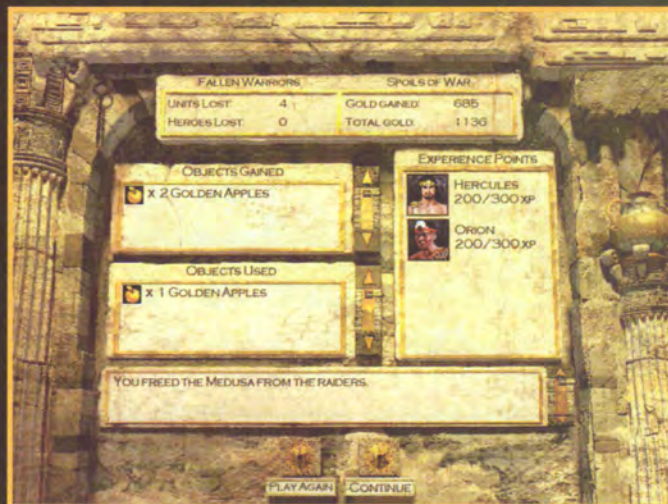 FALLEN WARRIORS
UNITS LOST: 4
HEROES LOST: 0
SPOILS OF WAR
GOLD GAINED: 685
TOTAL GOLD: 1136
OBJECTS GAINED
x 2 GOLDEN APPLES
OBJECTS USED
x 1 GOLDEN APPLES
EXPERIENCE POINTS
HERCULES
200/300 XP
ORION
200/300 XP
YOU FREED THE MEDUSA FROM THE RAIDERS.
PLAY AGAIN
CONTINUE